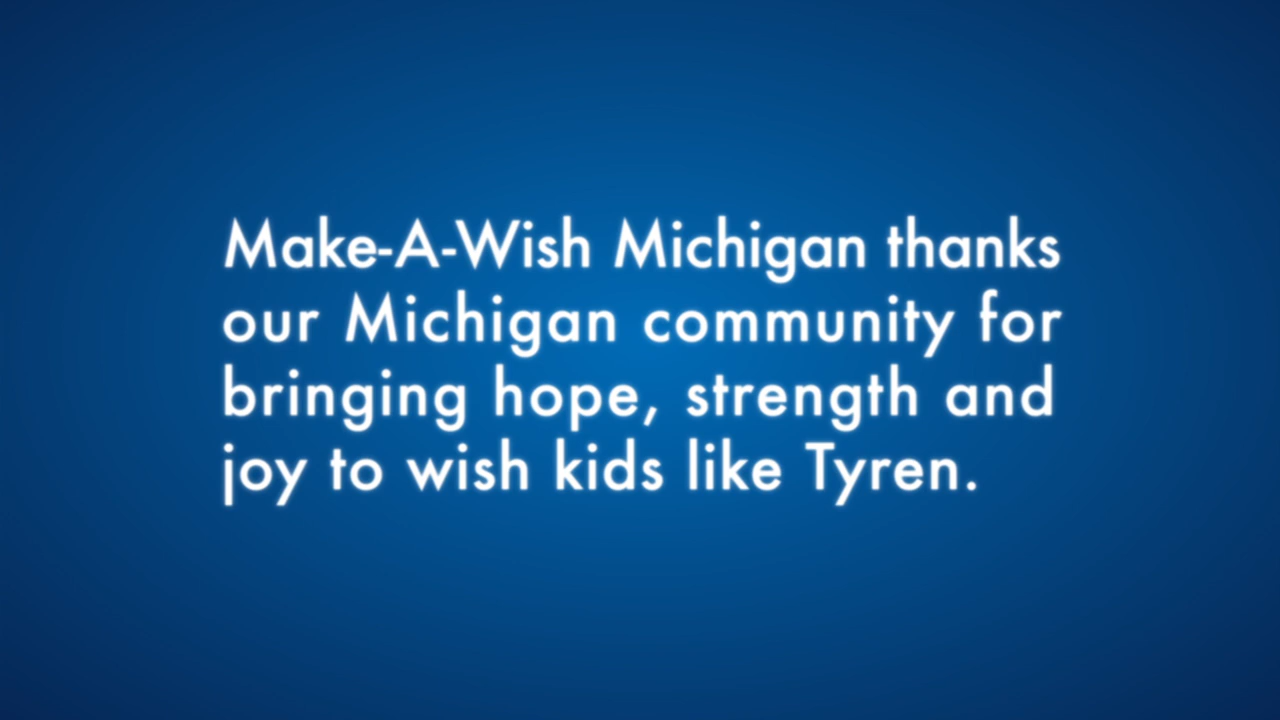 Make-A-Wish Michigan thanks
our Michigan community for
bringing hope, strength and
joy to wish kids like Tyren.